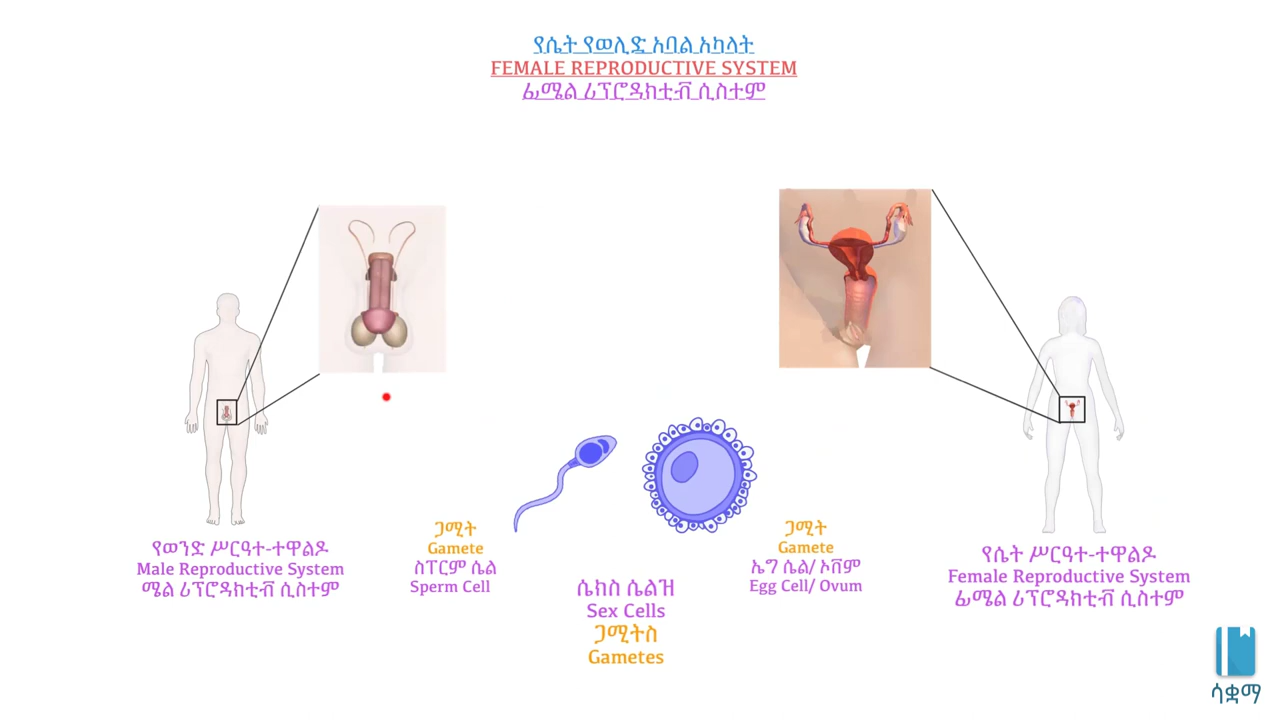 የሴት የወሊድ አባል አካላት
FEMALE REPRODUCTIVE SYSTEM
ፊሜል ሪፕሮዳክቲቭ ሲስተም
የወንድ ሥርዓተ-ተዋልዶ
Male Reproductive System
ሜል ሪፕሮዳክቲቭ ሲስተም
ጋሚት
Gamete
ስፐርም ሴል
Sperm Cell
ሴክስ ሴልዝ
Sex Cells
ጋሚትስ
Gametes
ጋሚት
Gamete
ኤግ ሴል/ ኦቨም
Egg Cell/ Ovum
የሴት ሥርዓተ-ተዋልዶ
Female Reproductive System
ፊሜል ሪፕሮዳክቲቭ ሲስተም
ሳቋማ